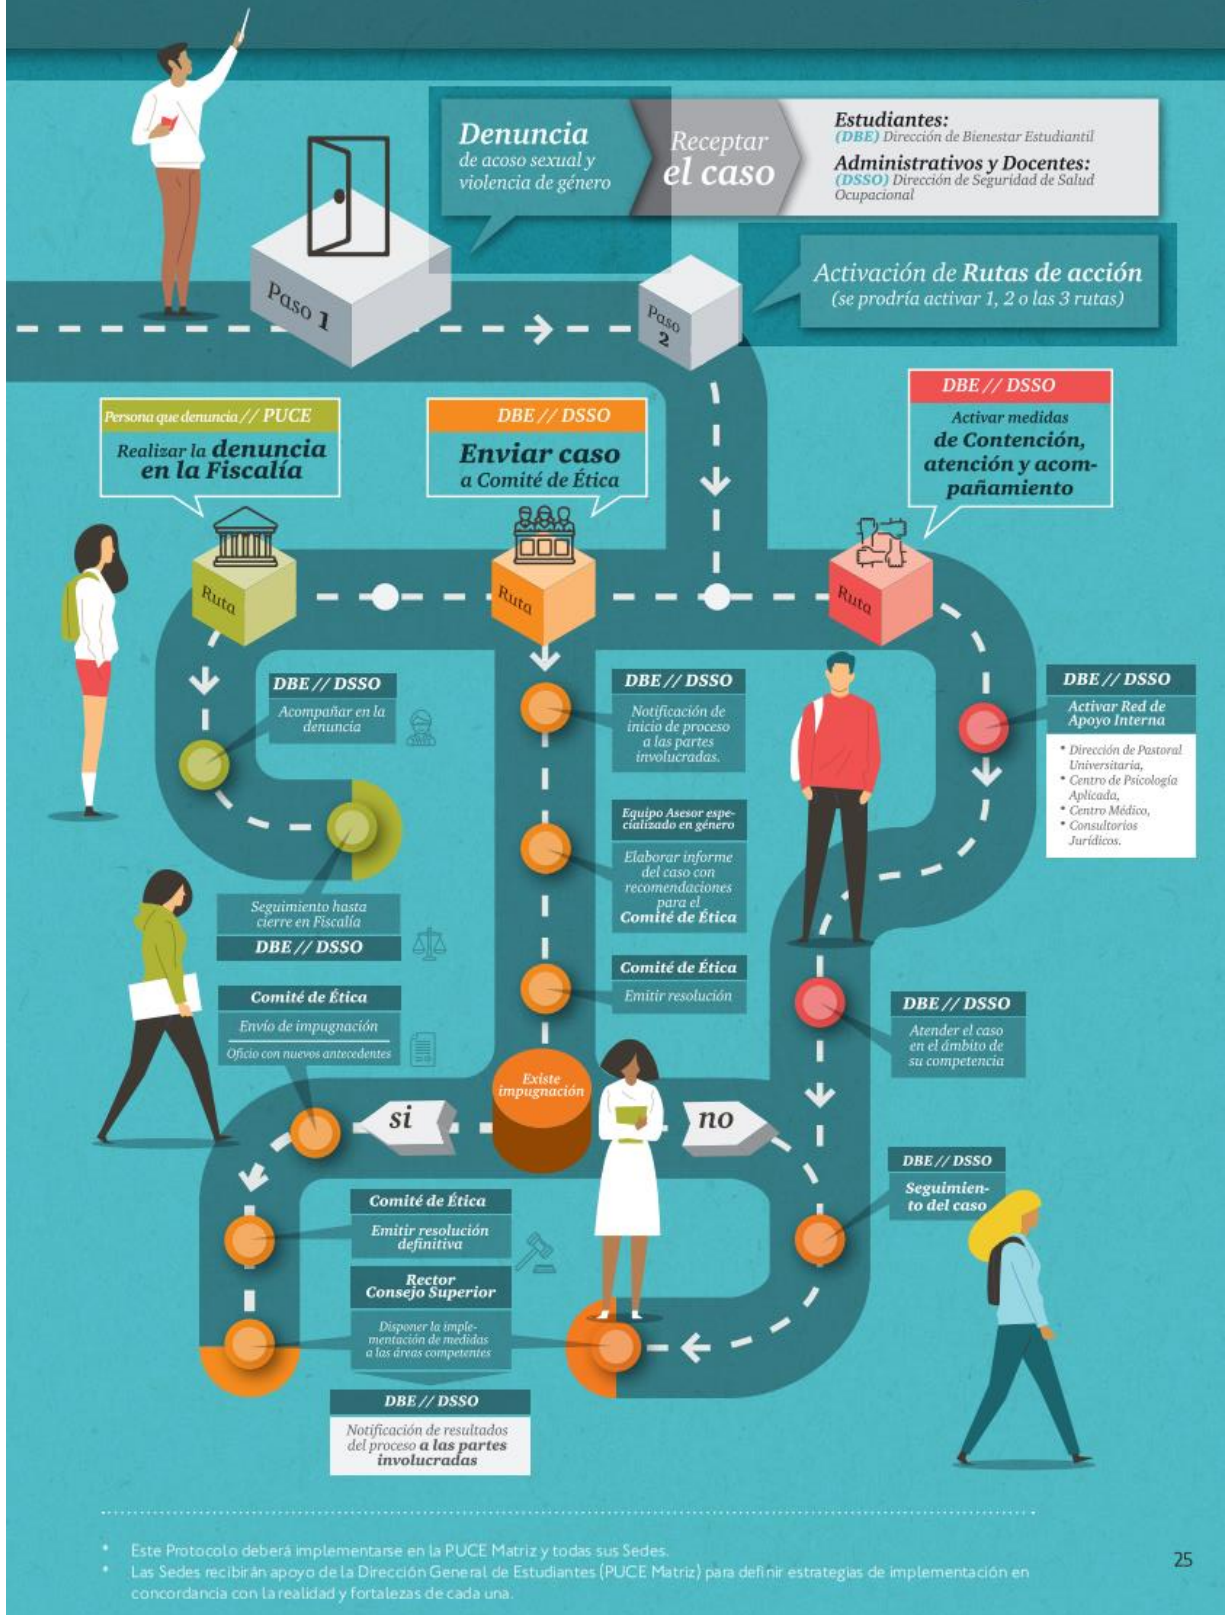 Denuncia
de acoso sexual y
violencia de género
Receptar
el caso
Estudiantes:
(DBE) Dirección de Bienestar Estudiantil
Administrativos y Docentes:
(DSSO) Dirección de Seguridad de Salud
Ocupacional
Paso 1
Paso
2
Activación de Rutas de acción
(se prodría activar 1, 2 o las 3 rutas)
Persona que denuncia // PUCE
Realizar la denuncia
en la Fiscalía
DBE // DSSO
Enviar caso
a Comité de Ética
DBE // DSSO
Activar medidas
de Contención,
atención y acom-
pañamiento
Ruta
Ruta
Ruta
DBE // DSSO
Acompañar en la
denuncia
Seguimiento hasta
cierre en Fiscalía
DBE // DSSO
DBE // DSSO
Notificación de
inicio de proceso
a las partes
involucradas.
Equipo Asesor espe-
cializado en género
Elaborar informe
del caso con
recomendaciones
para el
Comité de Ética
Comité de Ética
Emitir resolución
DBE // DSSO
Activar Red de
Apoyo Interna
* Dirección de Pastoral
Universitaria,
* Centro de Psicología
Aplicada,
* Centro Médico,
* Consultorios
Jurídicos.
DBE // DSSO
Atender el caso
en el ámbito de
su competencia
Comité de Ética
Envío de impugnación
Oficio con nuevos antecedentes
Existe
impugnación
si
no
DBE // DSSO
Seguimien-
to del caso
Comité de Ética
Emitir resolución
definitiva
Rector
Consejo Superior
Disponer la imple-
mentación de medidas
a las áreas competentes
DBE // DSSO
Notificación de resultados
del proceso a las partes
involucradas
* Este Protocolo deberá implementarse en la PUCE Matriz y todas sus Sedes.
* Las Sedes recibirán apoyo de la Dirección General de Estudiantes (PUCE Matriz) para definir estrategias de implementación en
concordancia con la realidad y fortalezas de cada una.
25